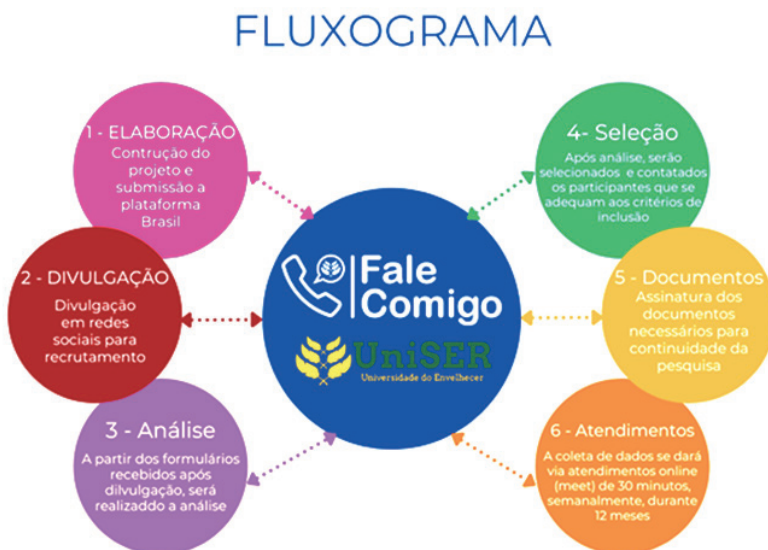 FLUXOGRAMA
1 - ELABORAÇÃO
Contrução do
projeto e
submissão a
plataforma
Brasil
2 - DIVULGAÇÃO
Divulgação
em redes
sociais para
recrutamento
3 - Análise
A partir dos formulários
recebidos após
dilvulgação, será
realizaddo a análise
Fale
Comigo
UniSER
Universidade do Envelhecer
4- Seleção
Após análise, serão
selecionados e contatados
os participantes que se
adequam aos critérios de
inclusão
5 - Documentos
Assinatura dos
documentos
necessários para
continuidade da
pesquisa
6 - Atendimentos
A coleta de dados se dará
via atendimentos online
(meet) de 30 minutos,
semanalmente, durante
12 meses